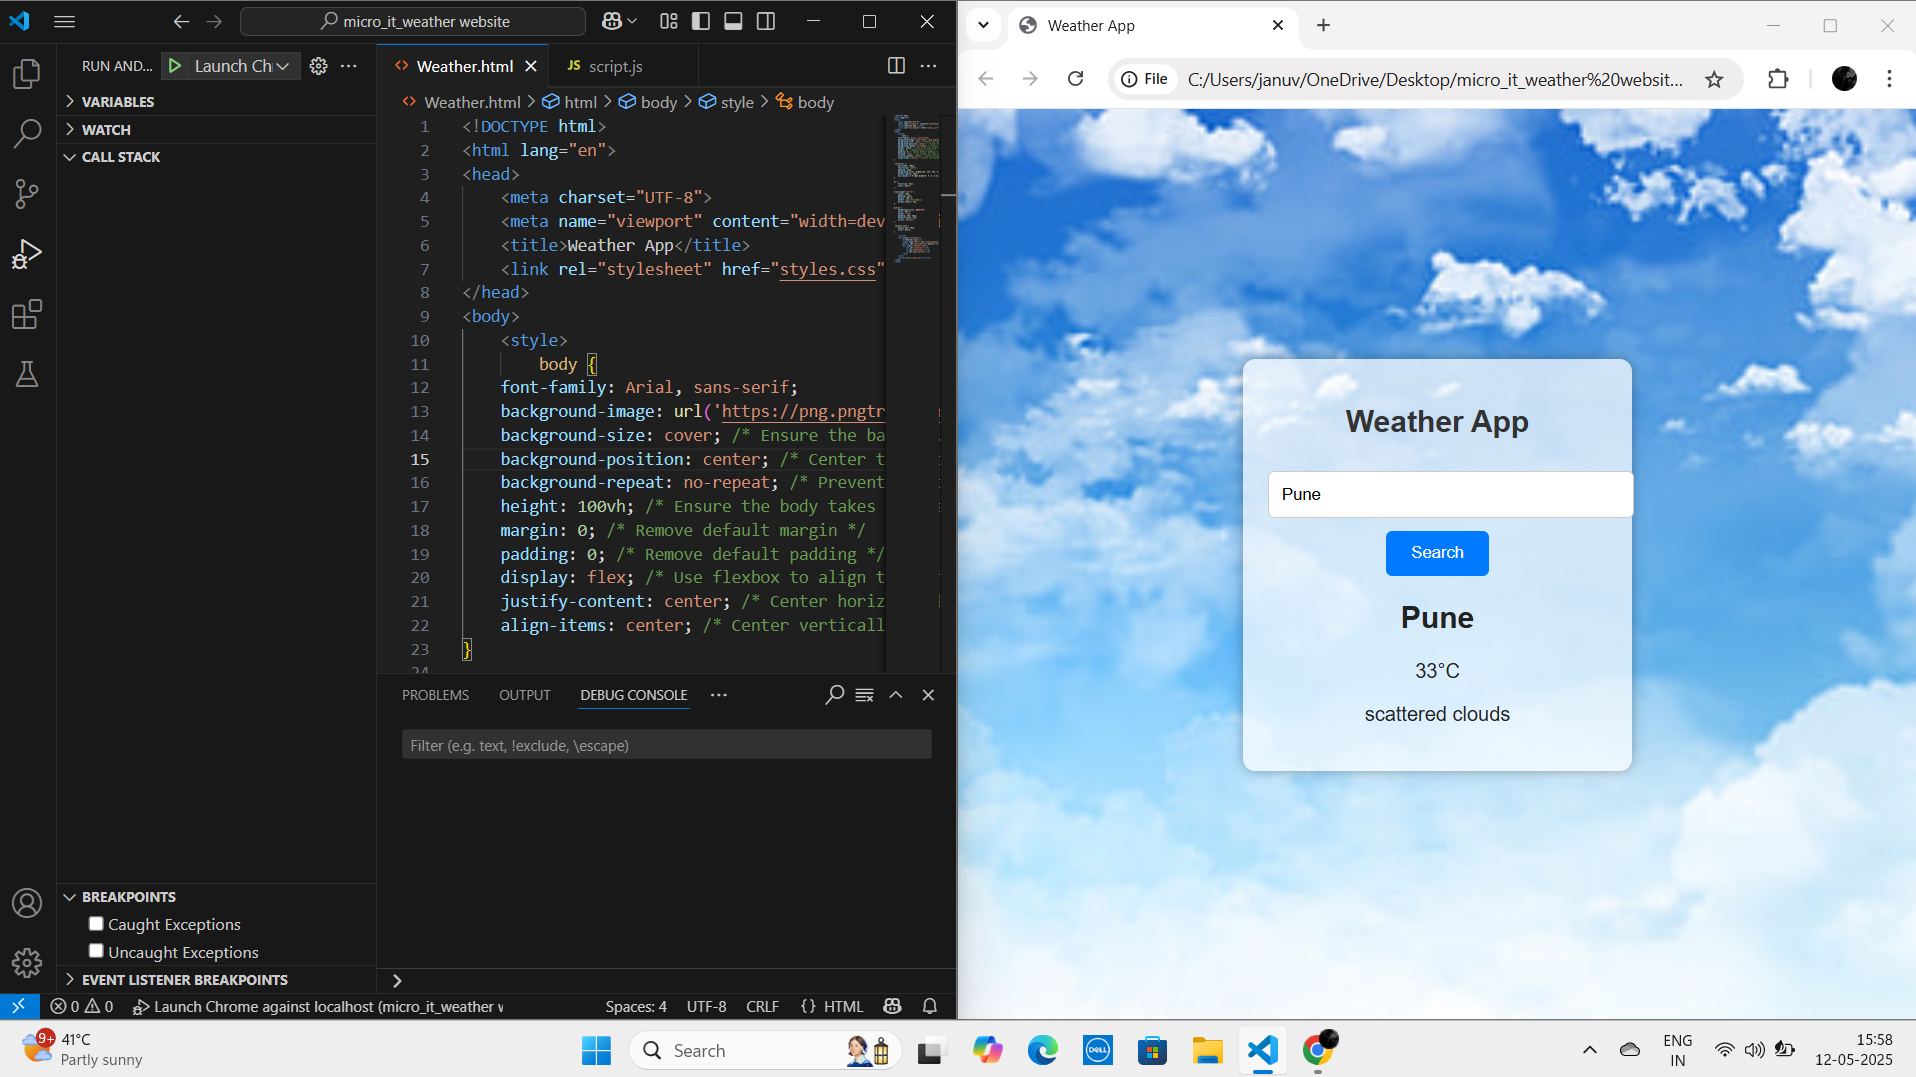 micro_it_weather website
RUN AND...
Launch Ch
VARIABLES
WATCH
CALL STACK
BREAKPOINTS
Caught Exceptions
Uncaught Exceptions
EVENT LISTENER BREAKPOINTS
Weather.html
JS script.js
Weather.html > html > body > style > body
1 <!DOCTYPE html>
2 <html lang="en">
3 <head>
4 <meta charset="UTF-8">
5 <meta name="viewport" content="width=dev
6 <title>Weather App</title>
7 <link rel="stylesheet" href="styles.css"
8 </head>
9 <body>
10 <style>
11 body {
12 font-family: Arial, sans-serif;
13 background-image: url('https://png.pngtr
14 background-size: cover; /* Ensure the ba
15 background-position: center; /* Center t
16 background-repeat: no-repeat; /* Prevent
17 height: 100vh; /* Ensure the body takes
18 margin: 0; /* Remove default margin */
19 padding: 0; /* Remove default padding */
20 display: flex; /* Use flexbox to align t
21 justify-content: center; /* Center horiz
22 align-items: center; /* Center verticall
23 }
24
PROBLEMS OUTPUT DEBUG CONSOLE
Filter (e.g. text, !exclude, \escape)
0 0 Launch Chrome against localhost (micro_it_weather w
Spaces: 4 UTF-8 CRLF {} HTML
Weather App
File C:/Users/januv/OneDrive/Desktop/micro_it_weather%20websit...
Weather App
Pune
Search
Pune
33°C
scattered clouds
9+
41°C
Partly sunny
Search
DELL
ENG
IN
15:58
12-05-2025